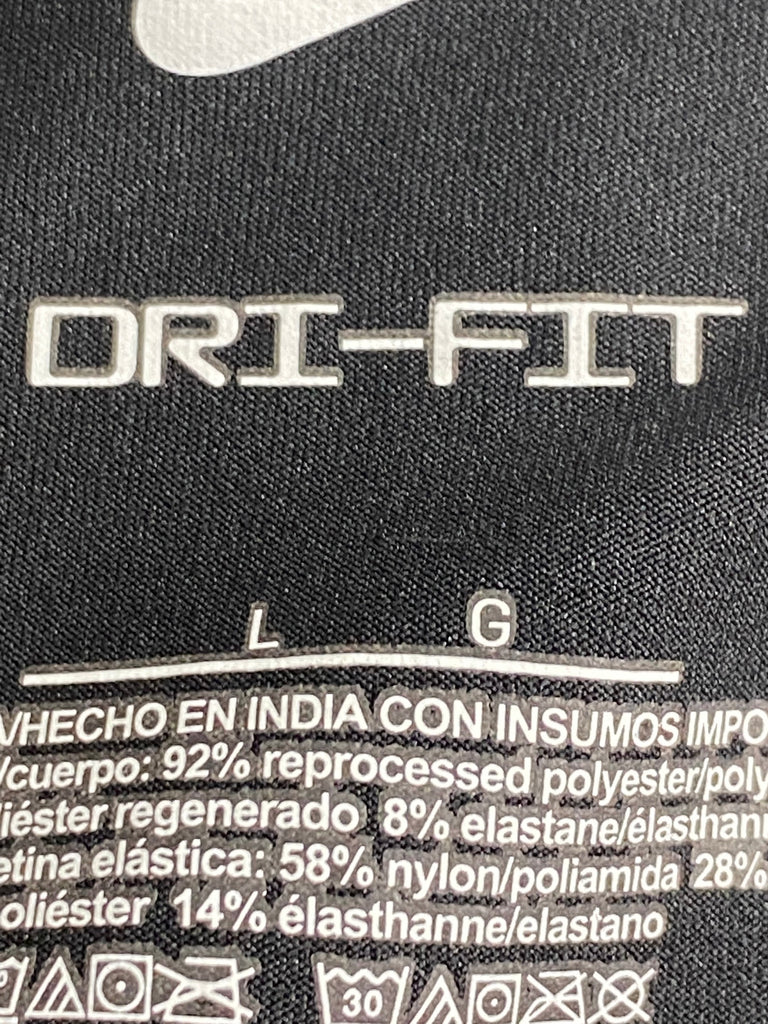 DRI-FIT
L G
/HECHO EN INDIA CON INSUMOS
/cuerpo: 92% reprocessed polyester/
regenerado 8% elastane/
elástica: 58% nylon/poliamida 28%
14% élasthanne/elastano
30